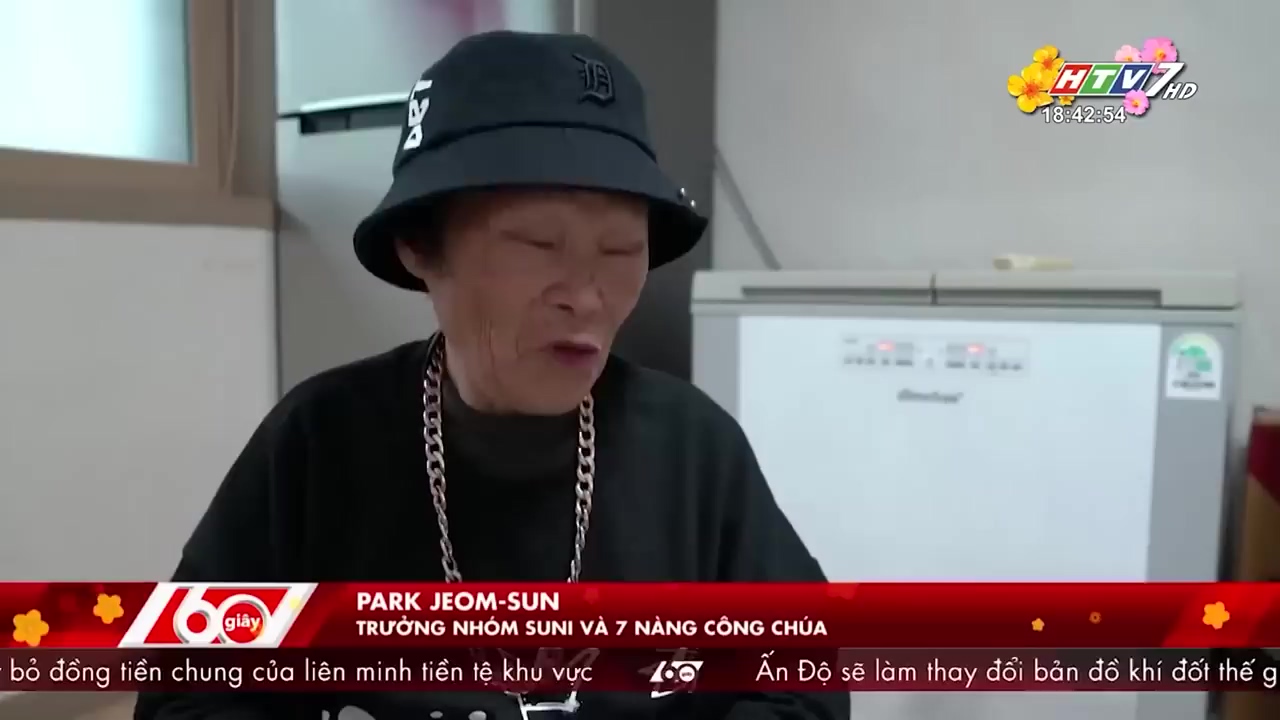 HTV7 HD
18:42:54
D
60 giây
PARK JEOM-SUN
TRƯỞNG NHÓM SUNI VÀ 7 NÀNG CÔNG CHÚA
bỏ đồng tiền chung của liên minh tiền tệ khu vực
60 giây
Ấn Độ sẽ làm thay đổi bản đồ khí đốt thế g